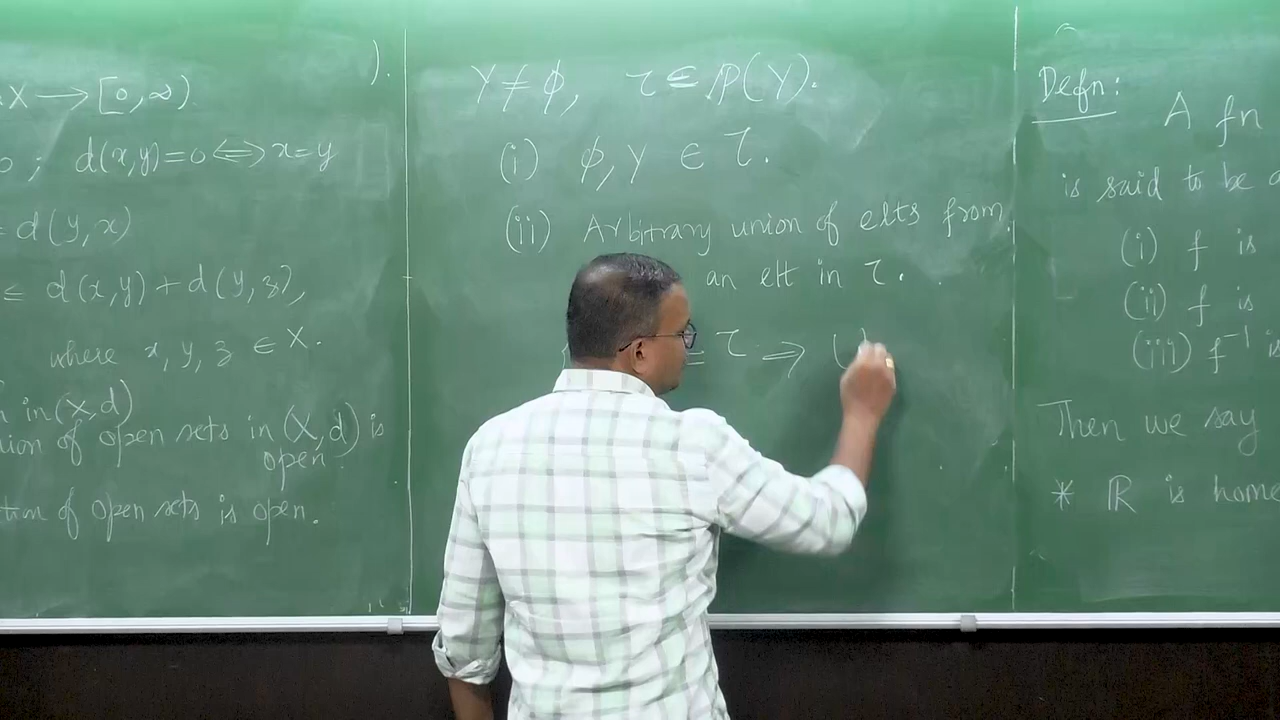 X → [0, ∞)
0 ; d(x,y)=0 ⟺ x=y
= d(y,x)
≤ d(x,y) + d(y,z),
where x, y, z ∈ X.
in (X,d)
of open sets in (X,d) is
open.
of open sets is open.
).
Y ≠ ϕ, τ ⊆ P(Y).
(i) ϕ, Y ∈ τ.
(ii) Arbitrary union of elts from
an elt in τ.
τ ⇒
Defn: A fn
is said to be a
(i) f is
(ii) f is
(iii) f⁻¹ is
Then we say
* ℝ is home